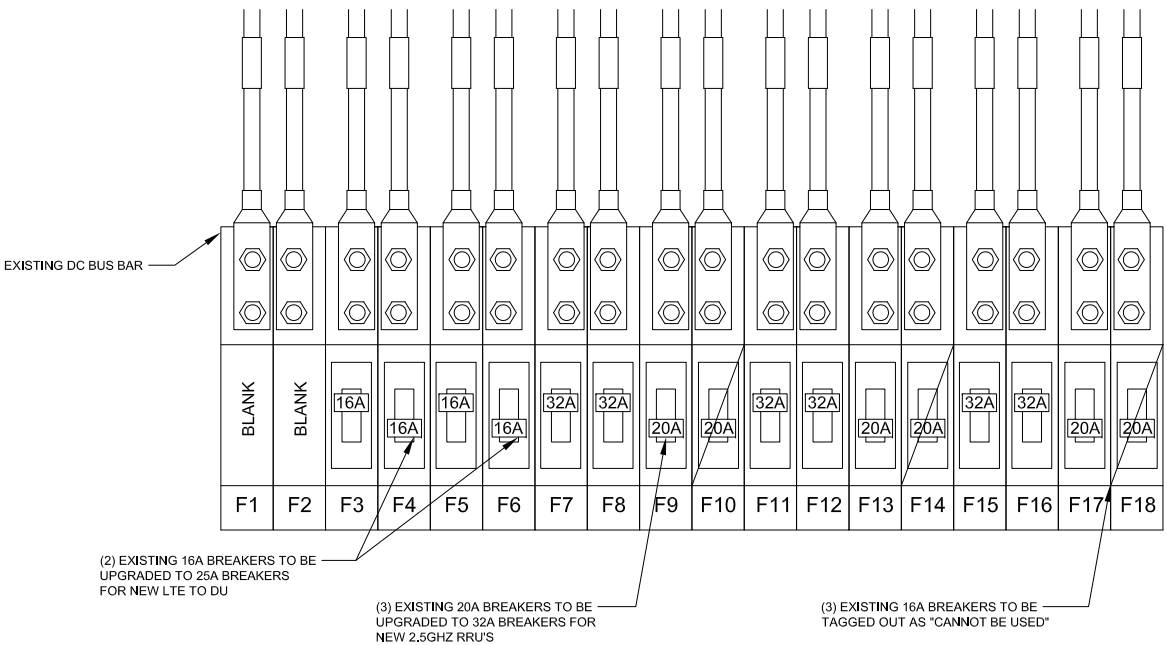 EXISTING DC BUS BAR
BLANK
BLANK
16A
16A
16A
16A
32A
32A
20A
20A
32A
32A
20A
20A
32A
32A
20A
20A
F1 F2 F3 F4 F5 F6 F7 F8 F9 F10 F11 F12 F13 F14 F15 F16 F17 F18
(2) EXISTING 16A BREAKERS TO BE
UPGRADED TO 25A BREAKERS
FOR NEW LTE TO DU
(3) EXISTING 20A BREAKERS TO BE
UPGRADED TO 32A BREAKERS FOR
NEW 2.5GHZ RRU'S
(3) EXISTING 16A BREAKERS TO BE
TAGGED OUT AS "CANNOT BE USED"